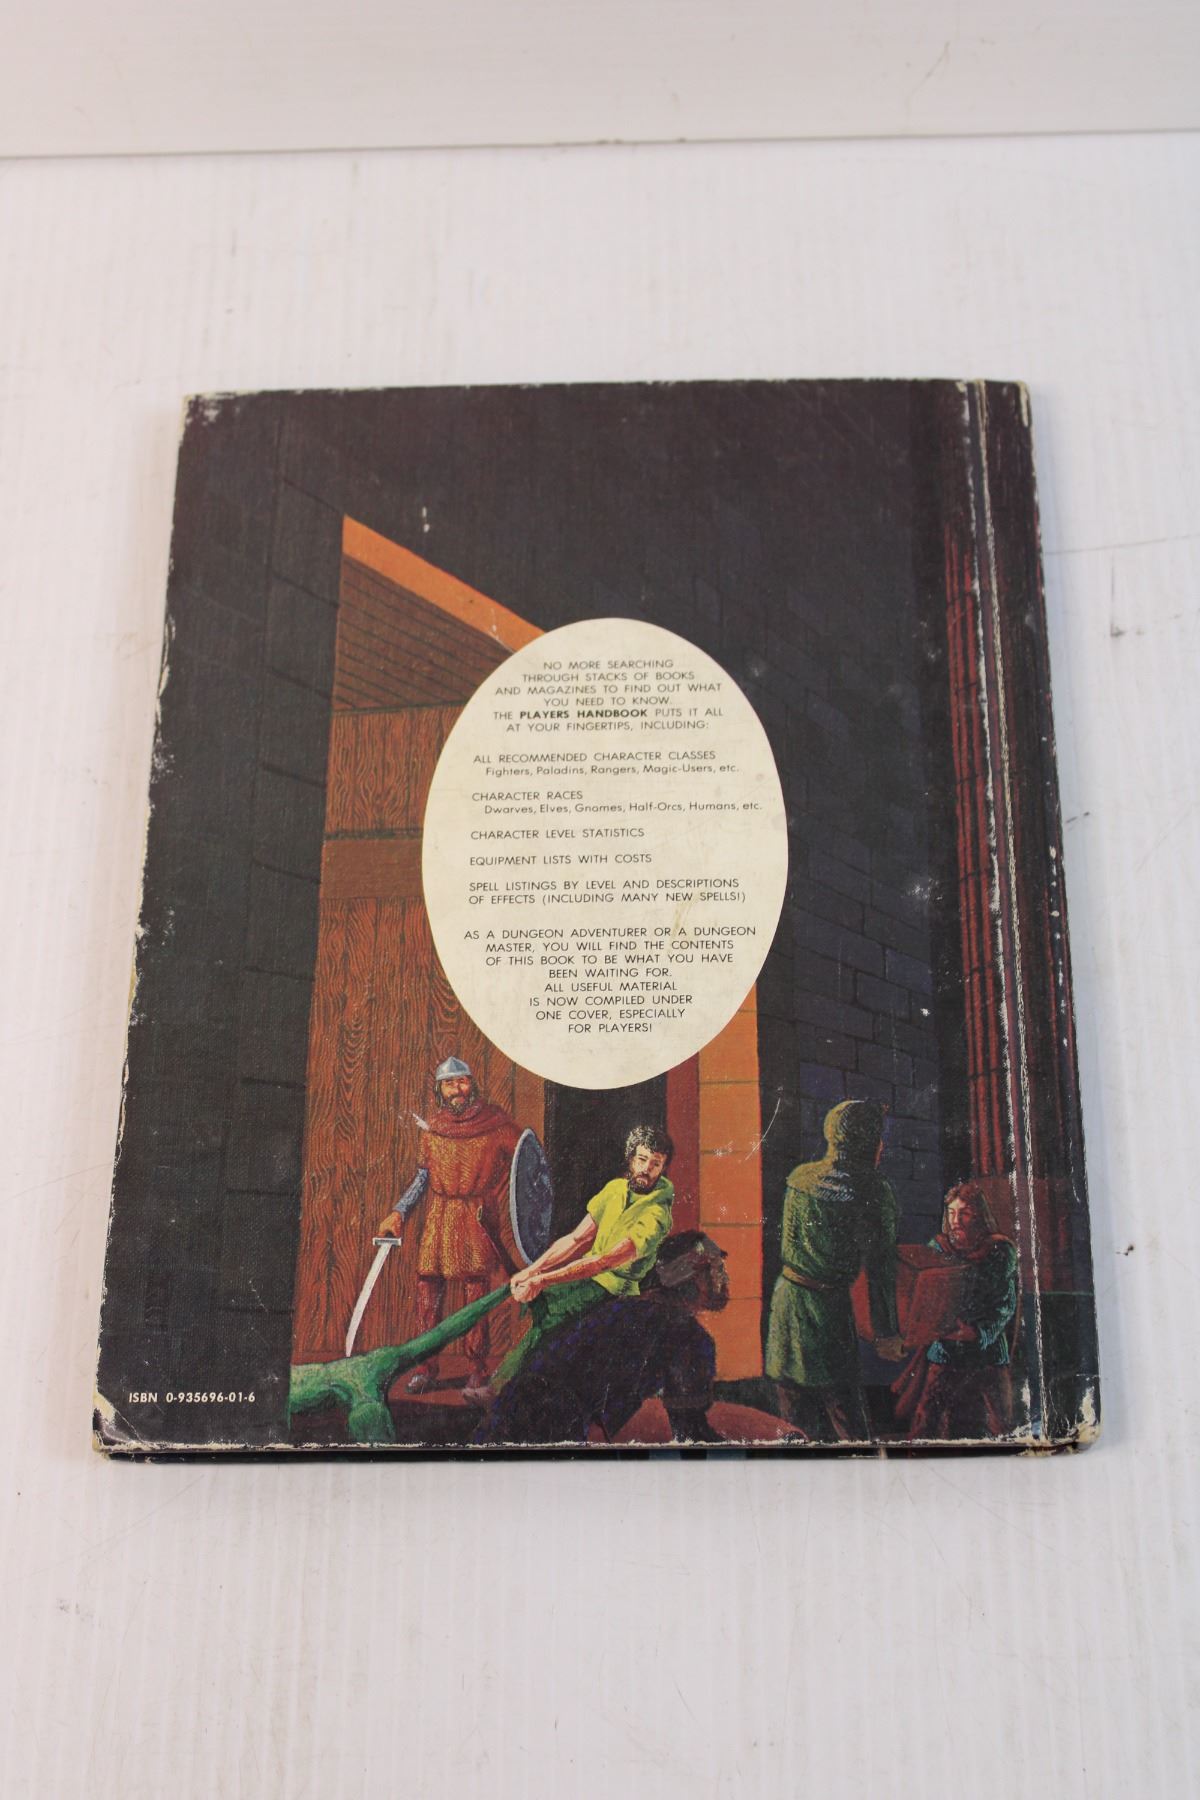 NO MORE SEARCHING
THROUGH STACKS OF BOOKS
AND MAGAZINES TO FIND OUT WHAT
YOU NEED TO KNOW.
THE PLAYERS HANDBOOK PUTS IT ALL
AT YOUR FINGERTIPS, INCLUDING:
ALL RECOMMENDED CHARACTER CLASSES
Fighters, Paladins, Rangers, Magic-Users, etc.
CHARACTER RACES
Dwarves, Elves, Gnomes, Half-Orcs, Humans, etc.
CHARACTER LEVEL STATISTICS
EQUIPMENT LISTS WITH COSTS
SPELL LISTINGS BY LEVEL AND DESCRIPTIONS
OF EFFECTS (INCLUDING MANY NEW SPELLS!)
AS A DUNGEON ADVENTURER OR A DUNGEON
MASTER, YOU WILL FIND THE CONTENTS
OF THIS BOOK TO BE WHAT YOU HAVE
BEEN WAITING FOR.
ALL USEFUL MATERIAL
IS NOW COMPILED UNDER
ONE COVER, ESPECIALLY
FOR PLAYERS!
ISBN 0-935696-01-6